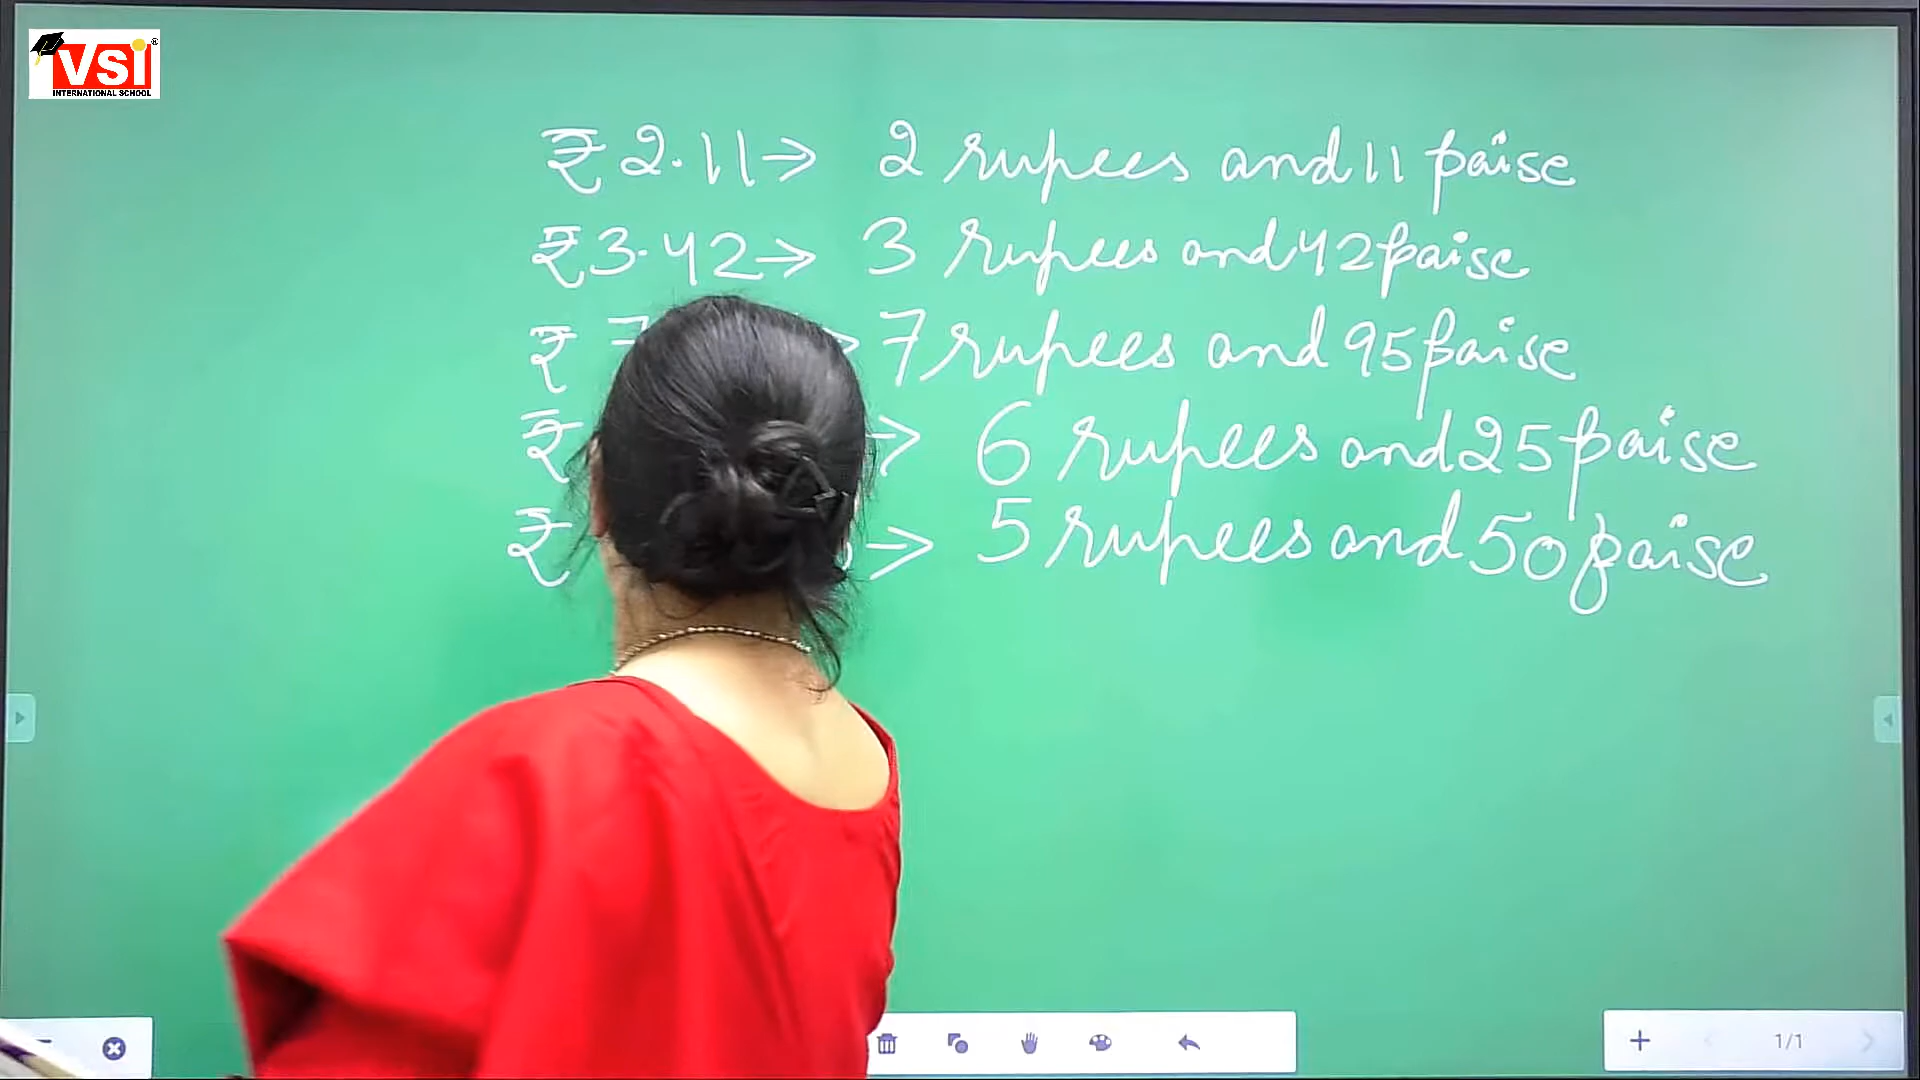 VSI
INTERNATIONAL SCHOOL
₹ 2.11 → 2 rupees and 11 paise
₹ 3.42 → 3 rupees and 42 paise
₹ 7 → 7 rupees and 95 paise
₹ → 6 rupees and 25 paise
₹ → 5 rupees and 50 paise
1/1